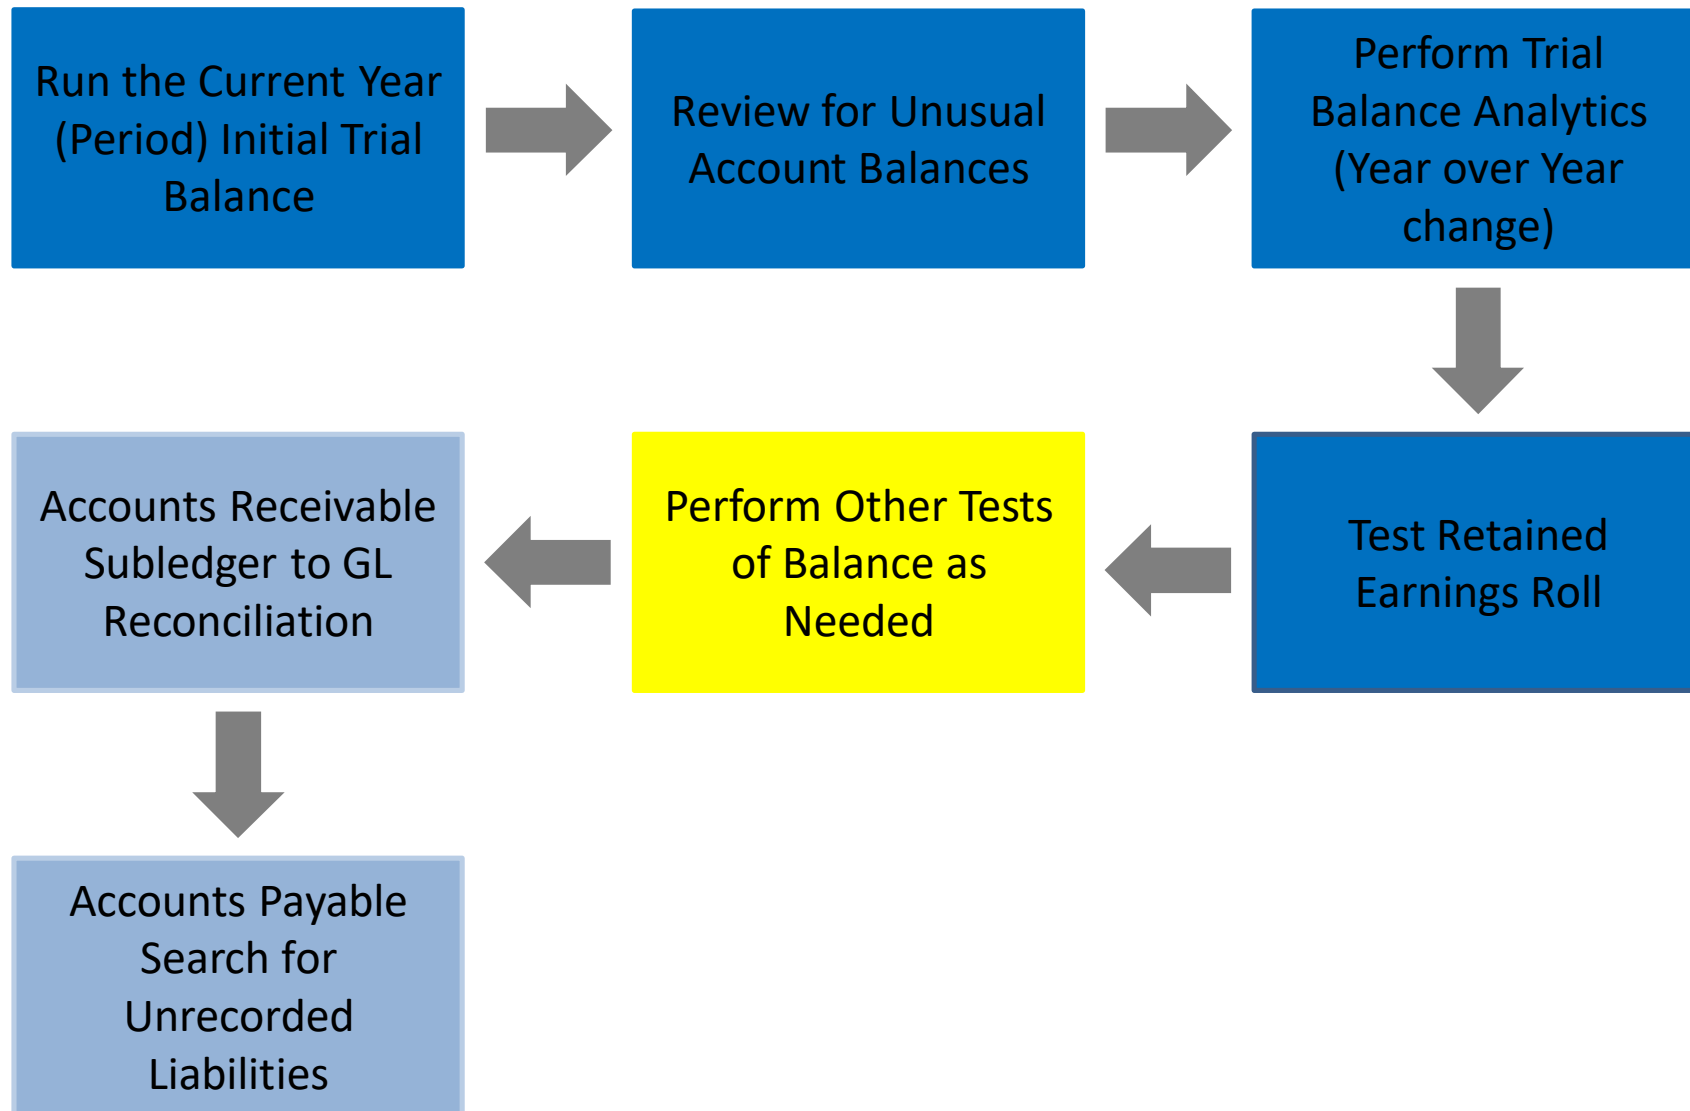 Run the Current Year
(Period) Initial Trial
Balance
Review for Unusual
Account Balances
Perform Trial
Balance Analytics
(Year over Year
change)
Test Retained
Earnings Roll
Perform Other Tests
of Balance as
Needed
Accounts Receivable
Subledger to GL
Reconciliation
Accounts Payable
Search for
Unrecorded
Liabilities